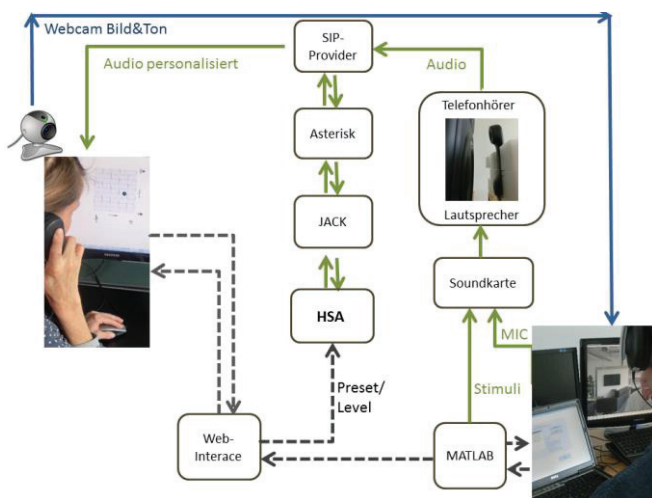 Webcam Bild&Ton
SIP-
Provider
Audio personalisiert
Audio
Telefonhörer
Asterisk
Lautsprecher
JACK
Soundkarte
HSA
MIC
Preset/
Level
Stimuli
Web-
Interace
MATLAB